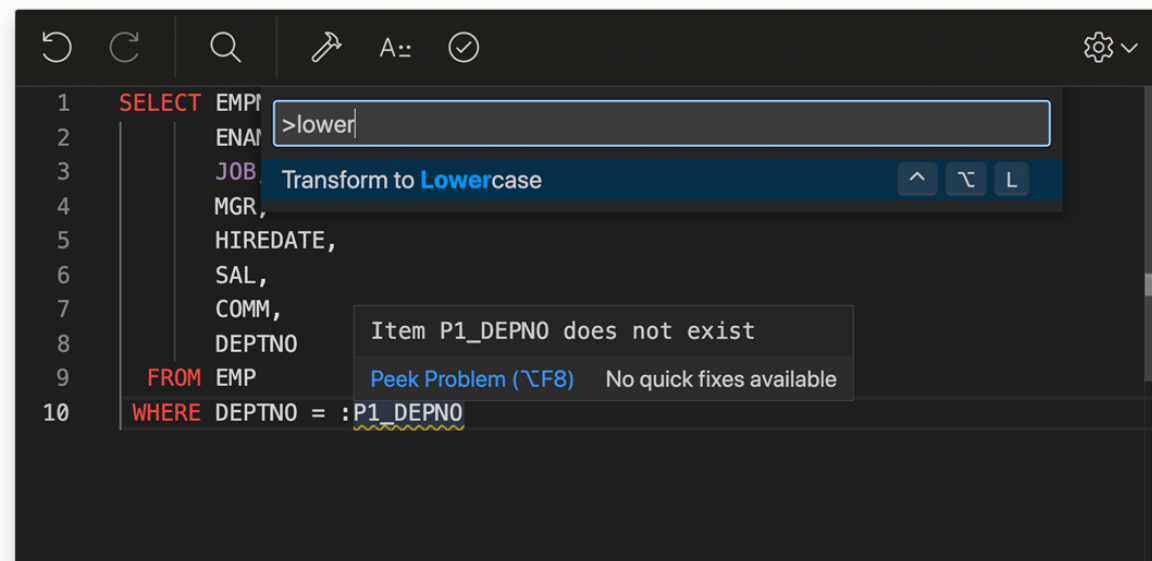 A::
>lower
Transform to Lowercase ^ ⌥ L
1 SELECT
2
3 JOB
4 MGR,
5 HIREDATE,
6 SAL,
7 COMM,
8 DEPTNO
9 FROM EMP
10 WHERE DEPTNO = :P1_DEPNO
Item P1_DEPNO does not exist
Peek Problem (⌥F8) No quick fixes available